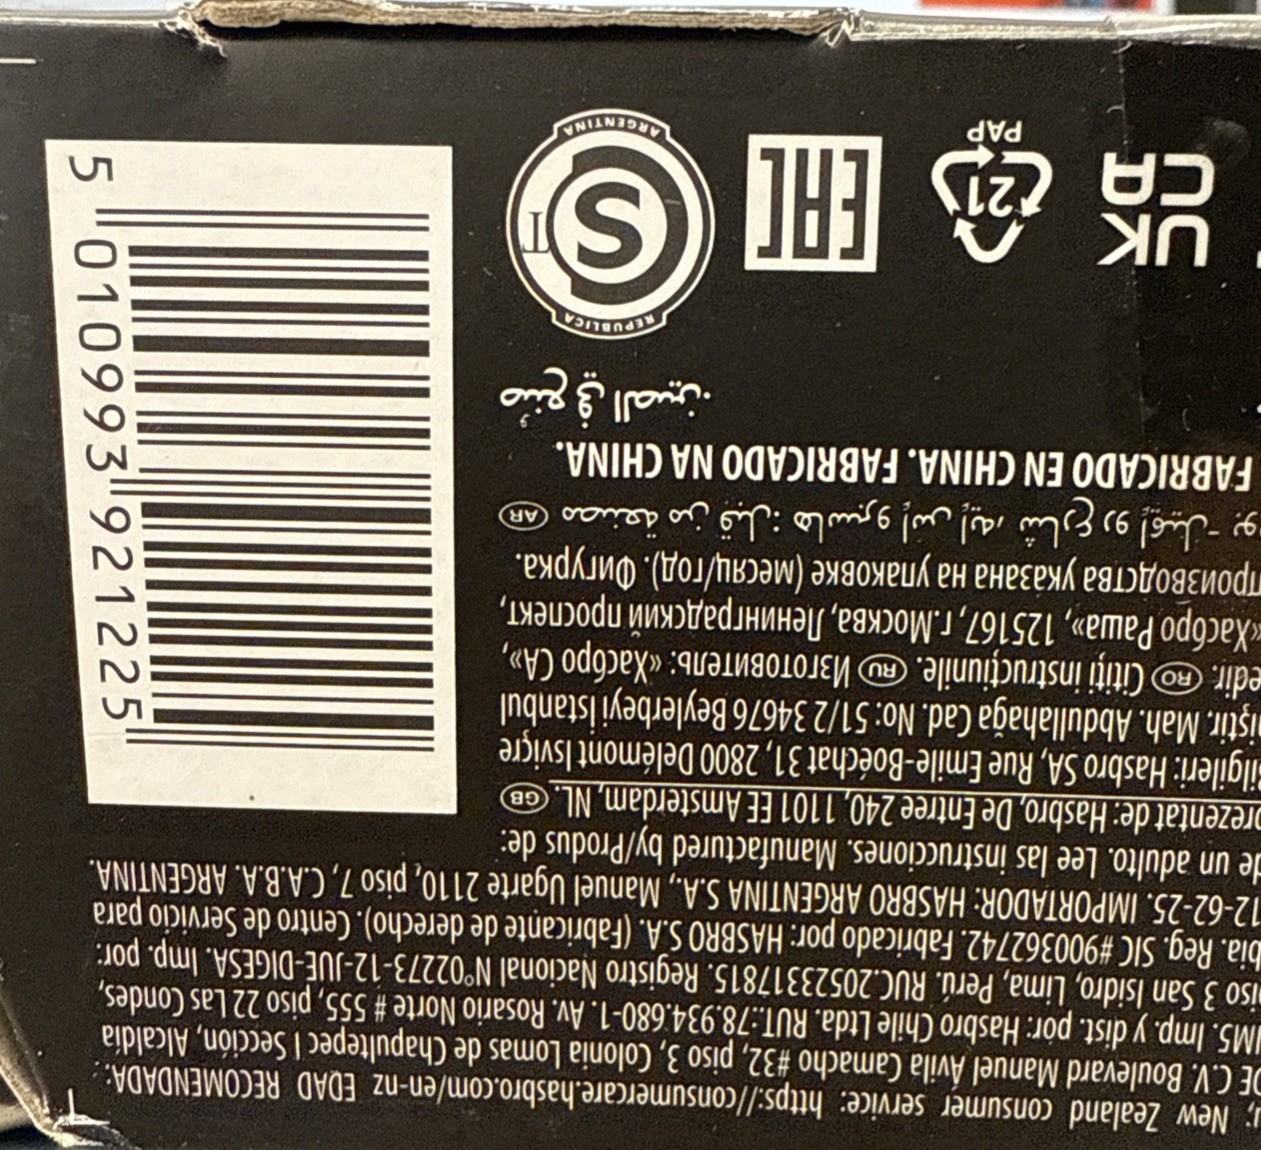 New Zealand consumer service: https://consumercare.hasbro.com/en-nz EDAD RECOMENDADA:
DE C.V. Boulevard Manuel Ávila Camacho #32, piso 3, Colonia Lomas de Chapultepec I Sección, Alcaldía
Imp. y dist. por: Hasbro Chile Ltda. RUT.:78.934.680-1. Av. Rosario Norte # 555, piso 22 Las Condes,
piso 3 San Isidro, Lima, Perú. RUC.20523317815. Registro Nacional N°02273-12-JUE-DIGESA. Imp. por:
Reg. SIC #900362742. Fabricado por: HASBRO S.A. (Fabricante de derecho). Centro de Servicio para
12-62-25. IMPORTADOR: HASBRO ARGENTINA S.A., Manuel Ugarte 2110, piso 7, C.A.B.A. ARGENTINA.
de un adulto. Lee las instrucciones. Manufactured by/Produs de:
de: Hasbro, De Entree 240, 1101 EE Amsterdam, NL. GB
Hasbro SA, Rue Emile-Boéchat 31, 2800 Delémont İsviçre
Mah. Abdullahağa Cad. No: 51/2 34676 Beylerbeyi İstanbul
RO Citiți instrucțiunile. RU Изготовитель: «Хасбро СА»,
«Хасбро Раша», 125167, г.Москва, Ленинградский проспект,
производства указана на упаковке (месяц/год). Фигурка.
AR
FABRICADO EN CHINA. FABRICADO NA CHINA.
صُنع في الصين.
UK
CA
21
PAP
EAC
REPUBLICA
S
T
ARGENTINA
5 010993 921225